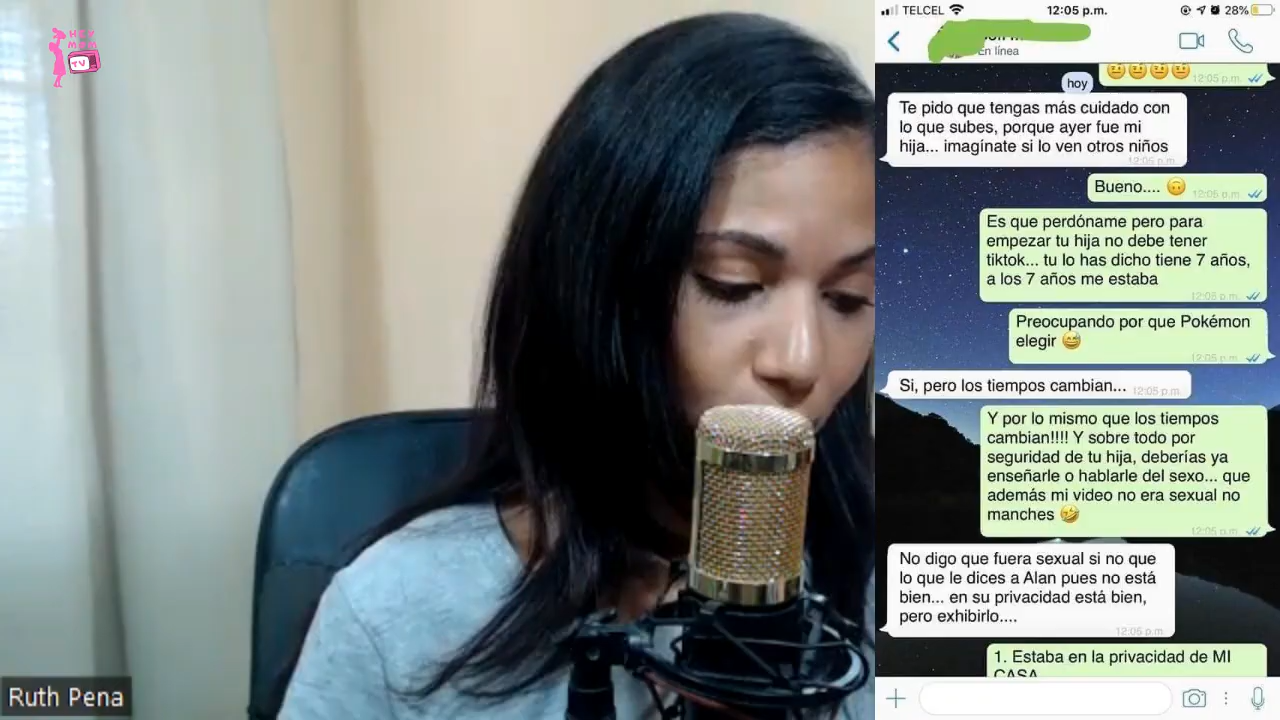 HEY
MOM
TV
Ruth Pena
TELCEL
12:05 p.m.
28%
En línea
12:05 p.m.
hoy
Te pido que tengas más cuidado con
lo que subes, porque ayer fue mi
hija... imagínate si lo ven otros niños
12:05 p.m.
Bueno.... 🙃
12:05 p.m.
Es que perdóname pero para
empezar tu hija no debe tener
tiktok... tu lo has dicho tiene 7 años,
a los 7 años me estaba
12:05 p.m.
Preocupando por que Pokémon
elegir 😅
12:05 p.m.
Si, pero los tiempos cambian...
12:05 p.m.
Y por lo mismo que los tiempos
cambian!!!! Y sobre todo por
seguridad de tu hija, deberías ya
enseñarle o hablarle del sexo... que
además mi video no era sexual no
manches 🤣
12:05 p.m.
No digo que fuera sexual si no que
lo que le dices a Alan pues no está
bien... en su privacidad está bien,
pero exhibirlo....
12:05 p.m.
1. Estaba en la privacidad de MI
CASA